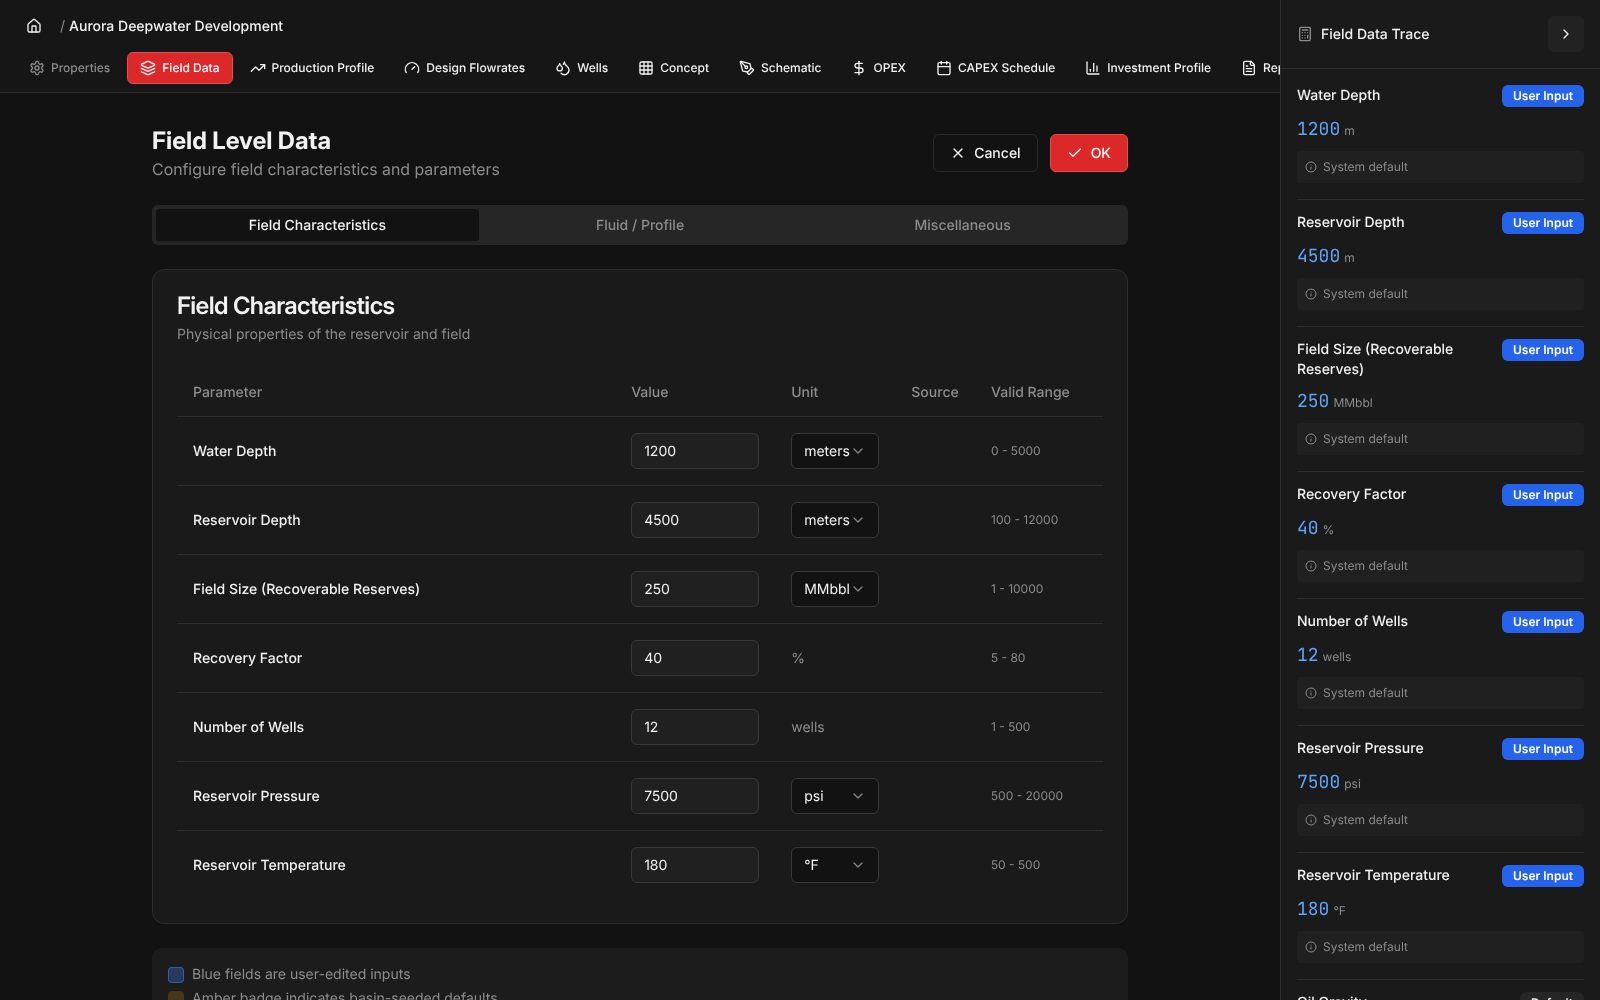 / Aurora Deepwater Development
Properties
Field Data
Production Profile
Design Flowrates
Wells
Concept
Schematic
OPEX
CAPEX Schedule
Investment Profile
Field Level Data
Configure field characteristics and parameters
Cancel
OK
Field Characteristics
Fluid / Profile
Miscellaneous
Field Characteristics
Physical properties of the reservoir and field
Parameter Value Unit Source Valid Range
Water Depth 1200 meters 0 - 5000
Reservoir Depth 4500 meters 100 - 12000
Field Size (Recoverable Reserves) 250 MMbbl 1 - 10000
Recovery Factor 40 % 5 - 80
Number of Wells 12 wells 1 - 500
Reservoir Pressure 7500 psi 500 - 20000
Reservoir Temperature 180 °F 50 - 500
Blue fields are user-edited inputs
Amber badge indicates basin-seeded defaults
Field Data Trace
Water Depth User Input
1200 m
System default
Reservoir Depth User Input
4500 m
System default
Field Size (Recoverable User Input
Reserves)
250 MMbbl
System default
Recovery Factor User Input
40 %
System default
Number of Wells User Input
12 wells
System default
Reservoir Pressure User Input
7500 psi
System default
Reservoir Temperature User Input
180 °F
System default
Oil Gravity Default